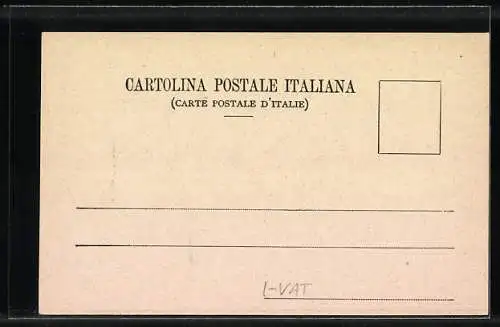 CARTOLINA POSTALE ITALIANA
(CARTE POSTALE D'ITALIE)
I-VAT